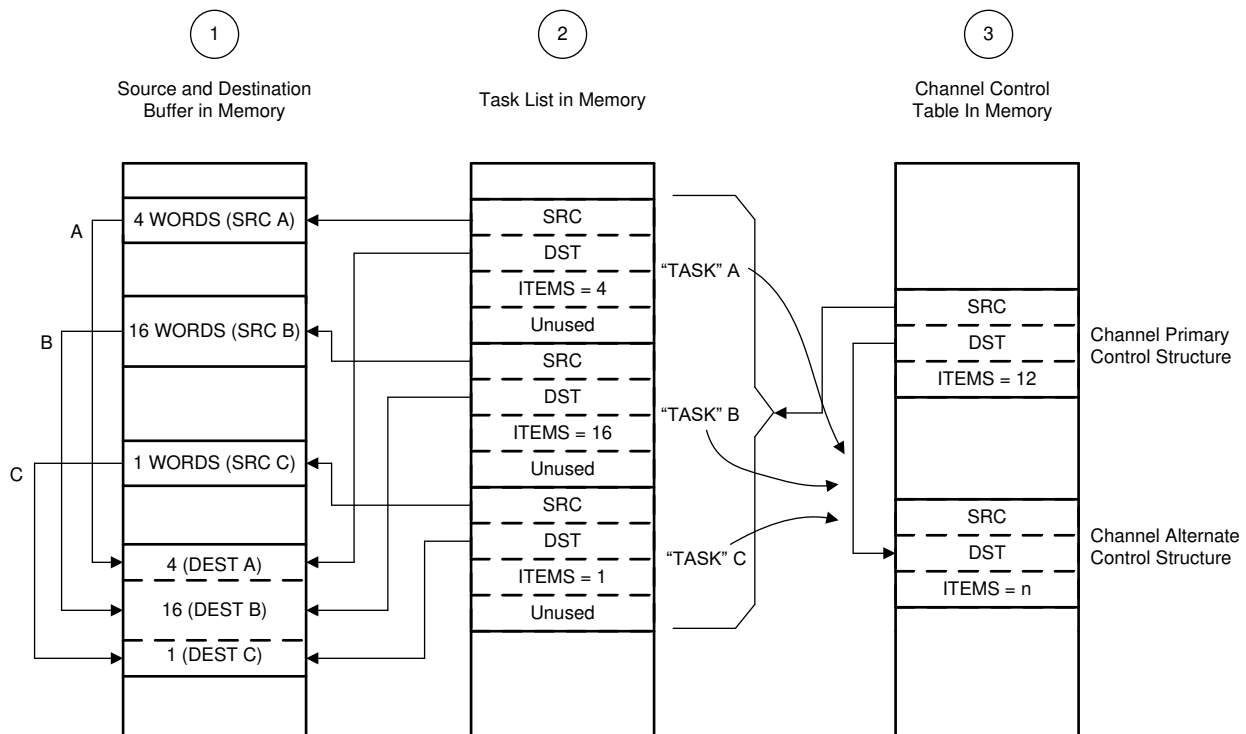 1
Source and Destination
Buffer in Memory
4 WORDS (SRC A)
A
16 WORDS (SRC B)
B
1 WORDS (SRC C)
C
4 (DEST A)
16 (DEST B)
1 (DEST C)
2
Task List in Memory
SRC
DST
ITEMS = 4
Unused
SRC
DST
ITEMS = 16
Unused
SRC
DST
ITEMS = 1
Unused
“TASK” A
“TASK” B
“TASK” C
3
Channel Control
Table In Memory
SRC
DST
ITEMS = 12
Channel Primary
Control Structure
SRC
DST
ITEMS = n
Channel Alternate
Control Structure